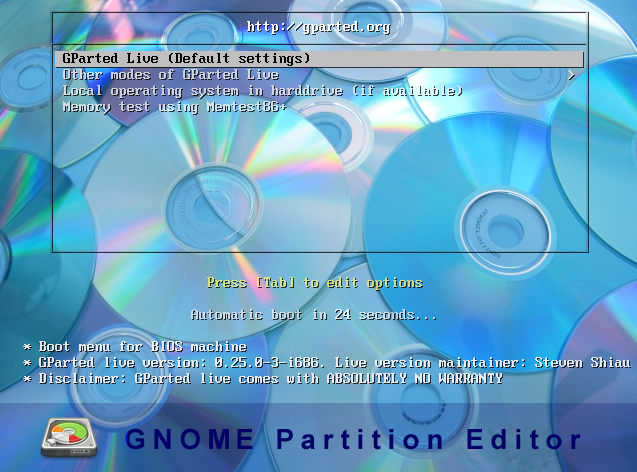 http://gparted.org
GParted Live (Default settings)
Other modes of GParted Live >
Local operating system in harddrive (if available)
Memory test using Memtest86+
Press [Tab] to edit options
Automatic boot in 24 seconds...
* Boot menu for BIOS machine
* GParted live version: 0.25.0-3-i686. Live version maintainer: Steven Shiau
* Disclaimer: GParted live comes with ABSOLUTELY NO WARRANTY
GNOME Partition Editor